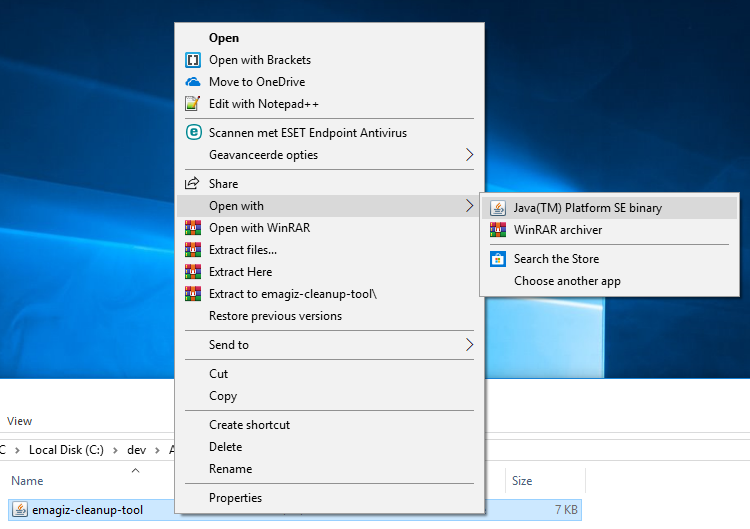 Open
Open with Brackets
Move to OneDrive
Edit with Notepad++
Scannen met ESET Endpoint Antivirus
Geavanceerde opties
Share
Open with
Open with WinRAR
Extract files...
Extract Here
Extract to emagiz-cleanup-tool\
Restore previous versions
Send to
Cut
Copy
Create shortcut
Delete
Rename
Properties
Java(TM) Platform SE binary
WinRAR archiver
Search the Store
Choose another app
View
C > Local Disk (C:) > dev > A
Name Size
emagiz-cleanup-tool 7 KB